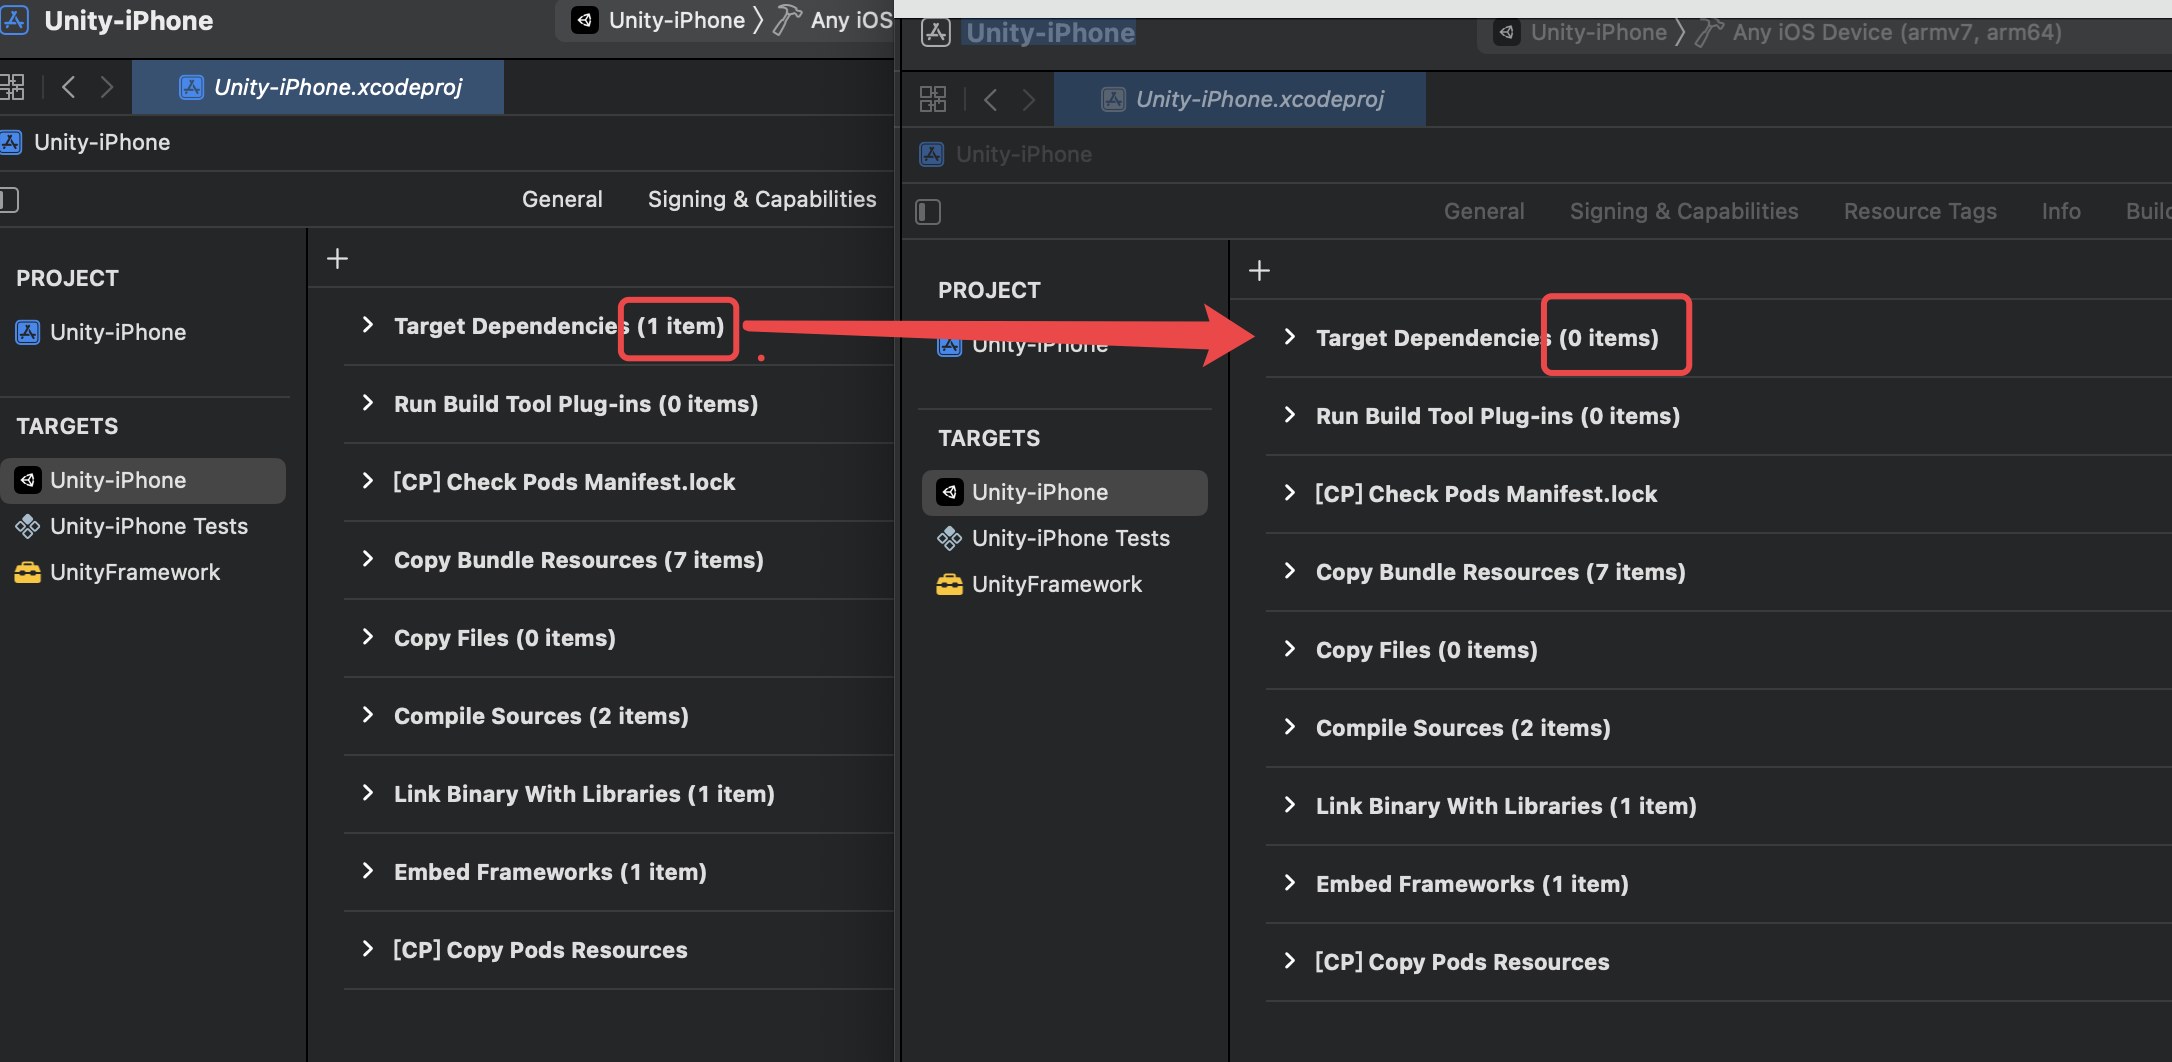 Unity-iPhone
Unity-iPhone
Any iOS
Unity-iPhone.xcodeproj
Unity-iPhone
General
Signing & Capabilities
PROJECT
Unity-iPhone
TARGETS
Unity-iPhone
Unity-iPhone Tests
UnityFramework
Target Dependencies (1 item)
Run Build Tool Plug-ins (0 items)
[CP] Check Pods Manifest.lock
Copy Bundle Resources (7 items)
Copy Files (0 items)
Compile Sources (2 items)
Link Binary With Libraries (1 item)
Embed Frameworks (1 item)
[CP] Copy Pods Resources
Unity-iPhone
Unity-iPhone
Any iOS Device (armv7, arm64)
Unity-iPhone.xcodeproj
Unity-iPhone
General
Signing & Capabilities
Resource Tags
Info
PROJECT
Unity-iPhone
TARGETS
Unity-iPhone
Unity-iPhone Tests
UnityFramework
Target Dependencies (0 items)
Run Build Tool Plug-ins (0 items)
[CP] Check Pods Manifest.lock
Copy Bundle Resources (7 items)
Copy Files (0 items)
Compile Sources (2 items)
Link Binary With Libraries (1 item)
Embed Frameworks (1 item)
[CP] Copy Pods Resources